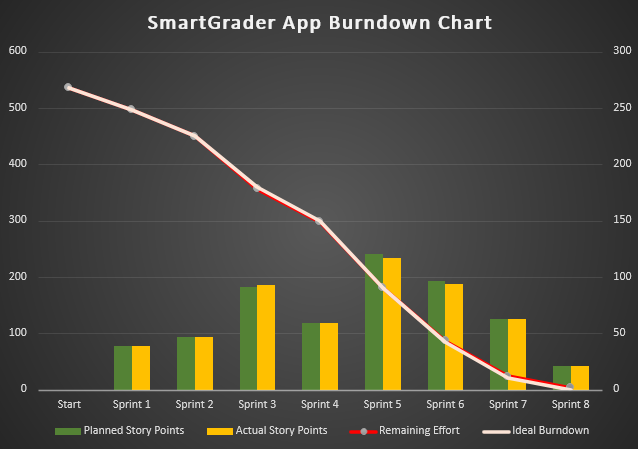 SmartGrader App Burndown Chart
600 300
500 250
400 200
300 150
200 100
100 50
0 0
Start Sprint 1 Sprint 2 Sprint 3 Sprint 4 Sprint 5 Sprint 6 Sprint 7 Sprint 8
Planned Story Points Actual Story Points Remaining Effort Ideal Burndown